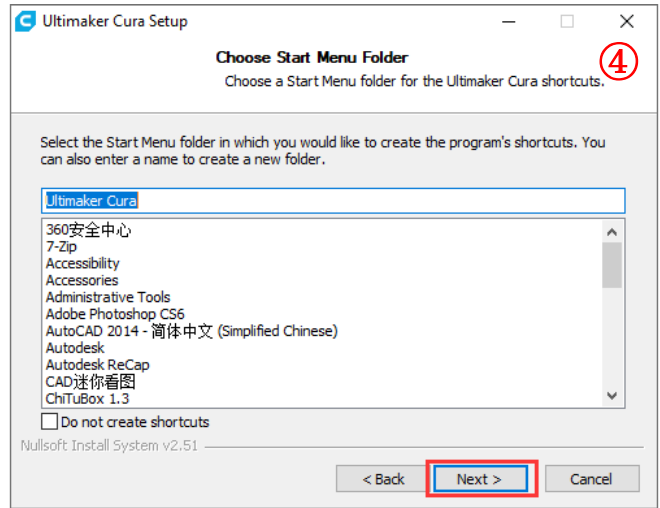 Ultimaker Cura Setup
Choose Start Menu Folder
④
Choose a Start Menu folder for the Ultimaker Cura shortcuts.
Select the Start Menu folder in which you would like to create the program's shortcuts. You
can also enter a name to create a new folder.
Ultimaker Cura
360安全中心
7-Zip
Accessibility
Accessories
Administrative Tools
Adobe Photoshop CS6
AutoCAD 2014 - 简体中文 (Simplified Chinese)
Autodesk
Autodesk ReCap
CAD迷你看图
ChiTuBox 1.3
Do not create shortcuts
Nullsoft Install System v2.51
< Back Next > Cancel